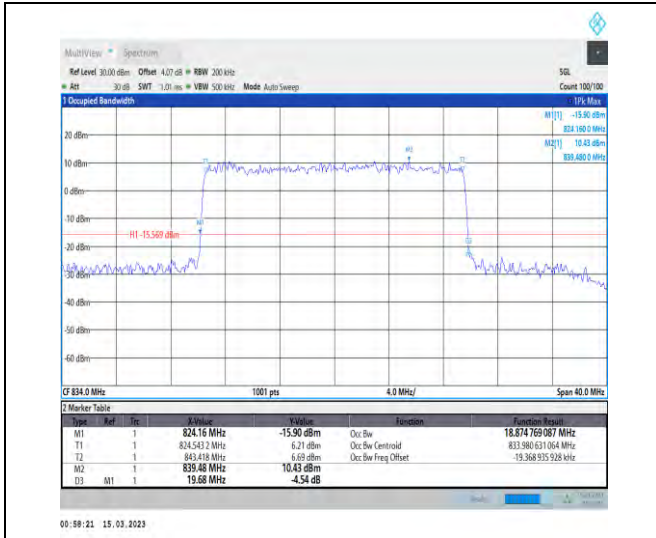 MultiView Spectrum
Ref Level 30.00 dBm Offset 4.07 dB RBW 200 kHz SGL
Att 30 dB SWT 1.01 ms VBW 500 kHz Mode Auto Sweep Count 100/100
1 Occupied Bandwidth 1Pk Max
M1[1] -15.90 dBm
824.160 0 MHz
M2[1] 10.43 dBm
839.480 0 MHz
20 dBm
M2
T1 T2
10 dBm
0 dBm
-10 dBm
M1
H1 -15.569 dBm
-20 dBm
D3
-30 dBm
-40 dBm
-50 dBm
-60 dBm
CF 834.0 MHz 1001 pts 4.0 MHz/ Span 40.0 MHz
2 Marker Table
Type Ref Trc X-Value Y-Value Function Function Result
M1 1 824.16 MHz -15.90 dBm Occ Bw 18.874 769 087 MHz
T1 1 824.543 2 MHz 6.21 dBm Occ Bw Centroid 833.980 631 064 MHz
T2 1 843.418 MHz 6.69 dBm Occ Bw Freq Offset -19.368 935 928 kHz
M2 1 839.48 MHz 10.43 dBm
D3 M1 1 19.68 MHz -4.54 dB
00:58:21 15.03.2023